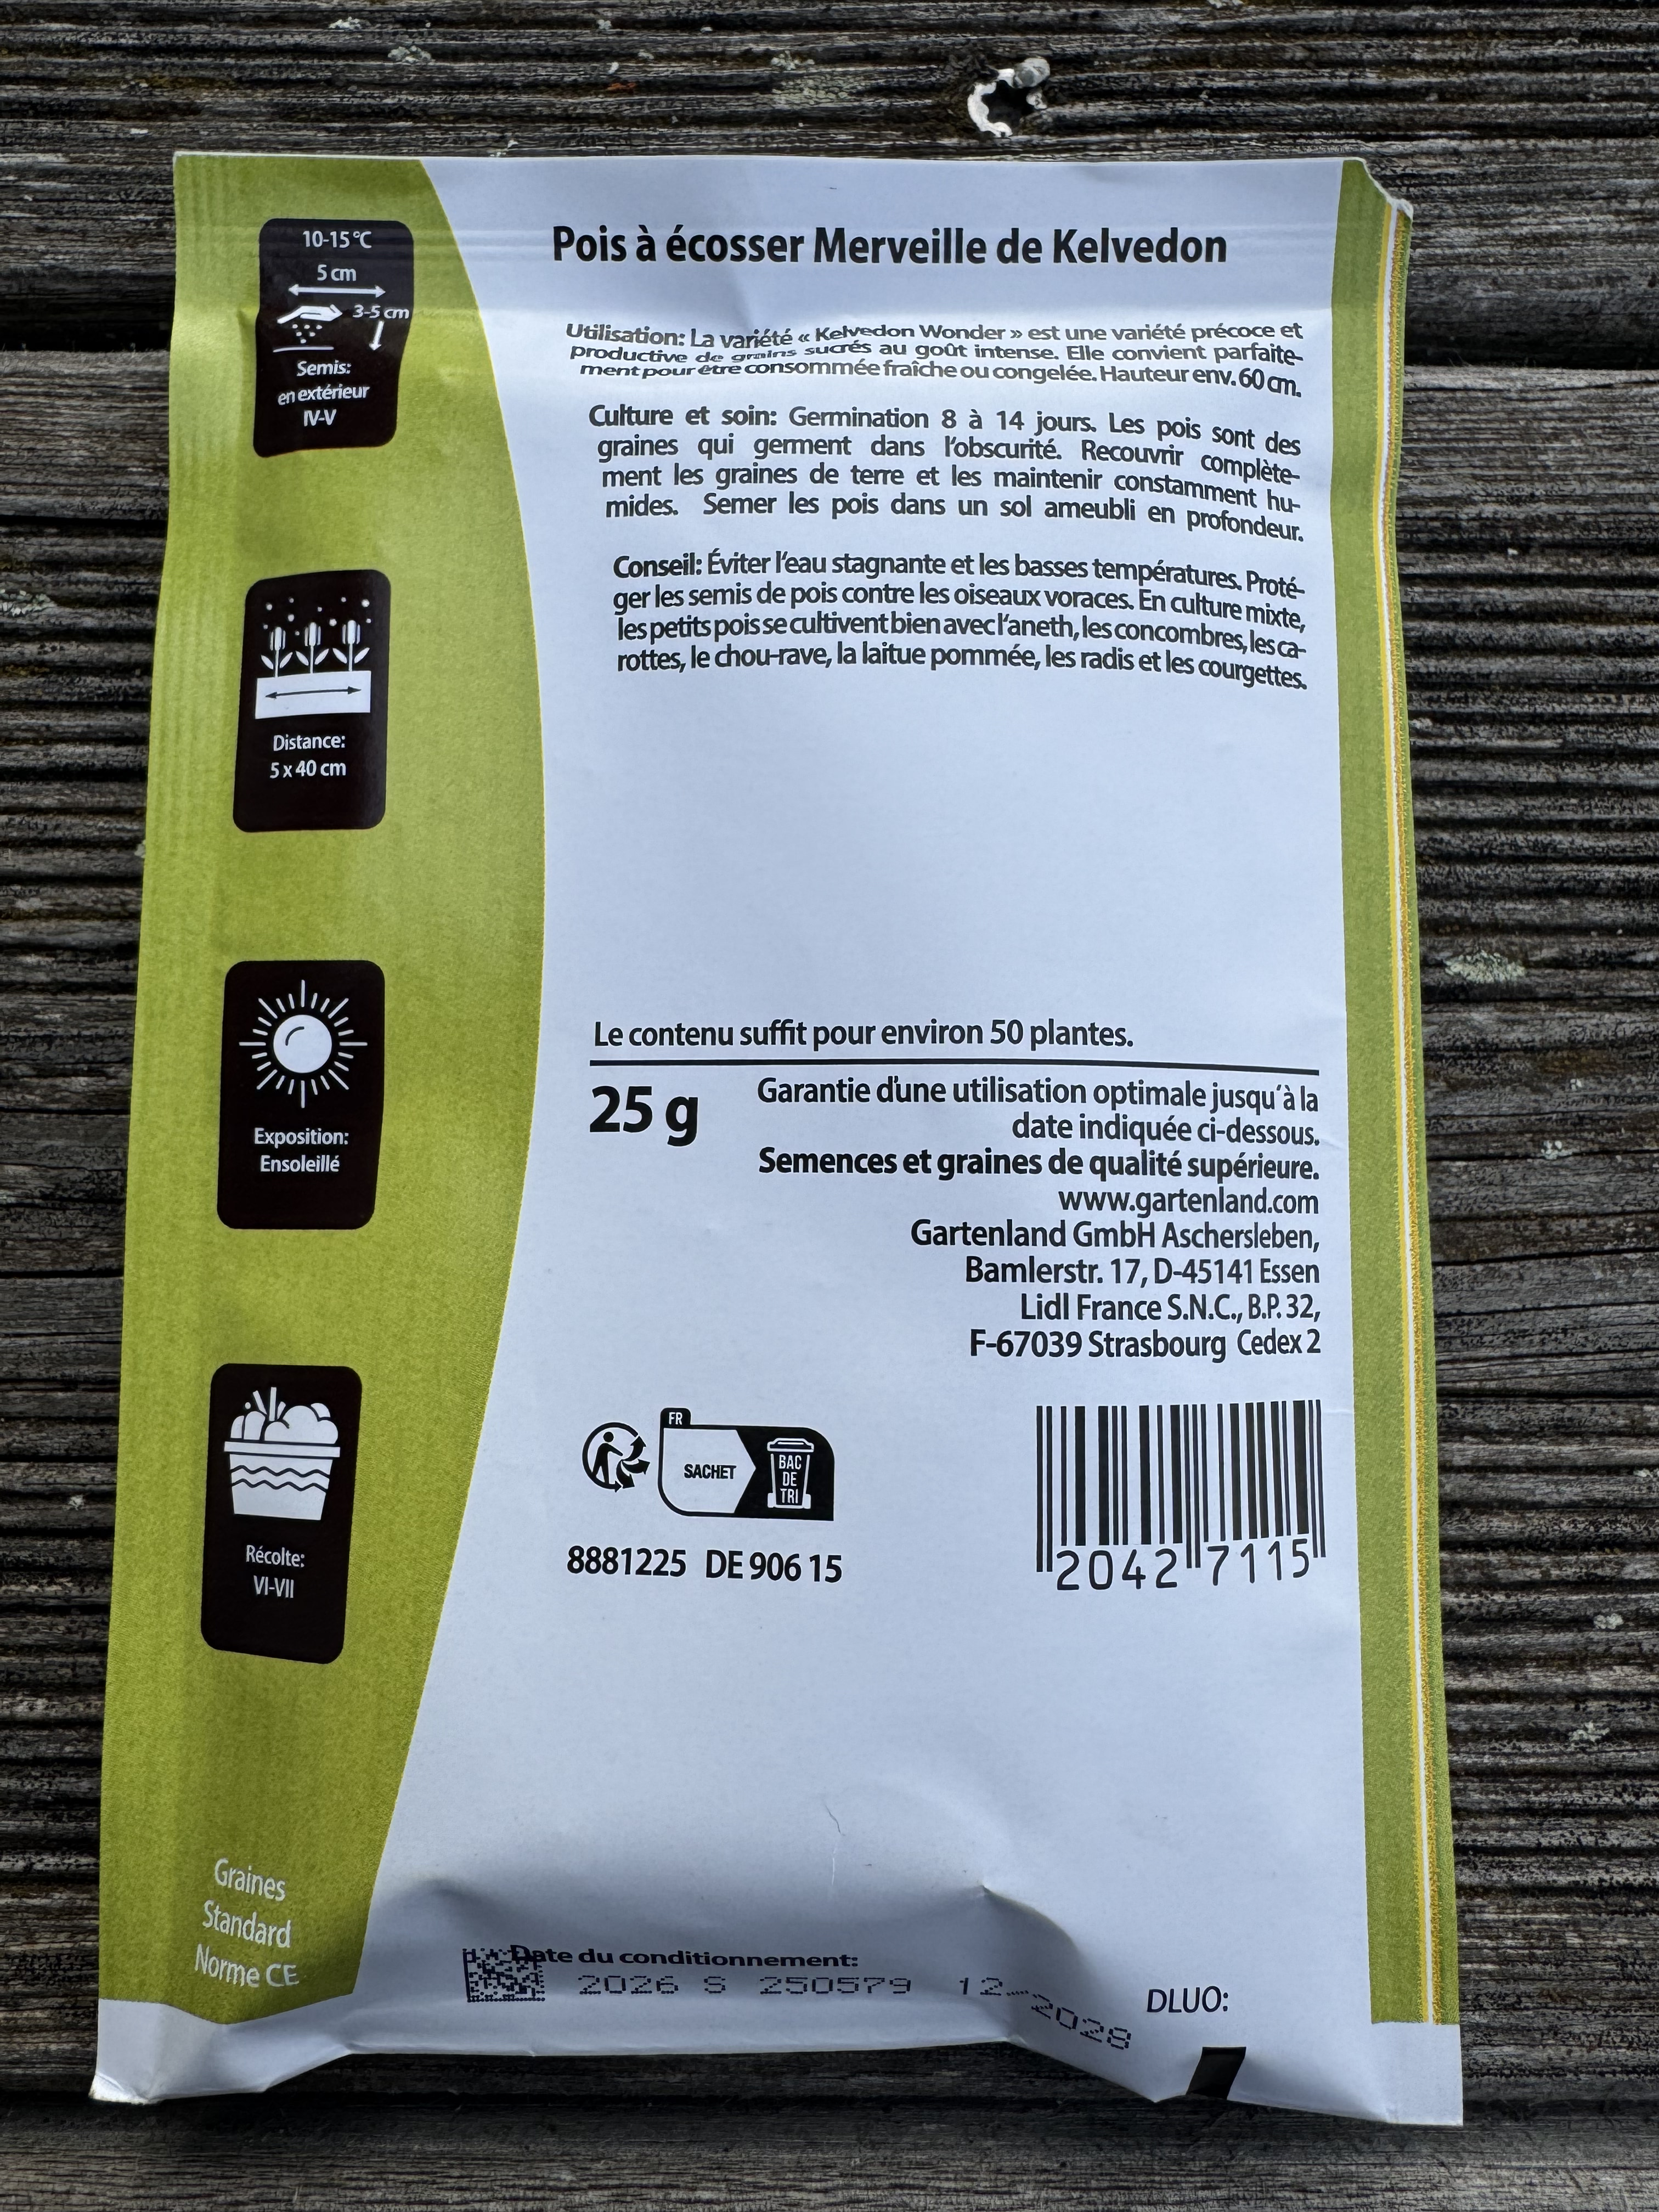 10-15°C
5 cm
3-5 cm
Semis:
en extérieur
IV-V
Distance:
5 x 40 cm
Exposition:
Ensoleillé
Récolte:
VI-VII
Graines
Standard
Norme CE
Pois à écosser Merveille de Kelvedon
Utilisation: La variété « Kelvedon Wonder » est une variété précoce et
productive de grains sucrés au goût intense. Elle convient parfaite-
ment pour être consommée fraîche ou congelée. Hauteur env. 60 cm.
Culture et soin: Germination 8 à 14 jours. Les pois sont des
graines qui germent dans l'obscurité. Recouvrir complète-
ment les graines de terre et les maintenir constamment hu-
mides. Semer les pois dans un sol ameubli en profondeur.
Conseil: Éviter l'eau stagnante et les basses températures. Proté-
ger les semis de pois contre les oiseaux voraces. En culture mixte,
les petits pois se cultivent bien avec l'aneth, les concombres, les ca-
rottes, le chou-rave, la laitue pommée, les radis et les courgettes.
Le contenu suffit pour environ 50 plantes.
25 g
Garantie d'une utilisation optimale jusqu'à la
date indiquée ci-dessous.
Semences et graines de qualité supérieure.
www.gartenland.com
Gartenland GmbH Aschersleben,
Bamlerstr. 17, D-45141 Essen
Lidl France S.N.C., B.P. 32,
F-67039 Strasbourg Cedex 2
FR
SACHET
BAC
DE
TRI
8881225 DE 906 15
2042 7115
Date du conditionnement:
2026 S 250579 12 2028
DLUO: